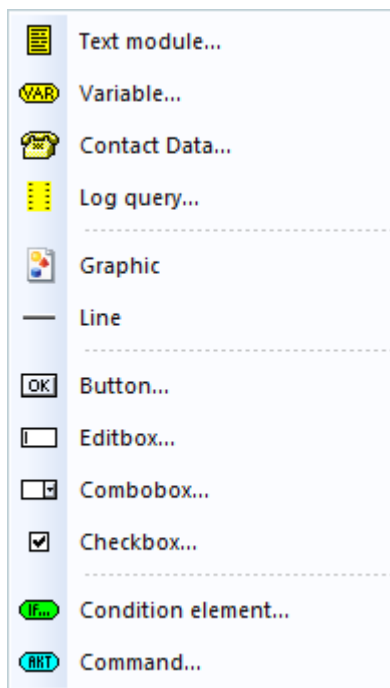 Text module...
VAR Variable...
Contact Data...
Log query...
Graphic
Line
OK Button...
Editbox...
Combobox...
Checkbox...
IF... Condition element...
AKT Command...